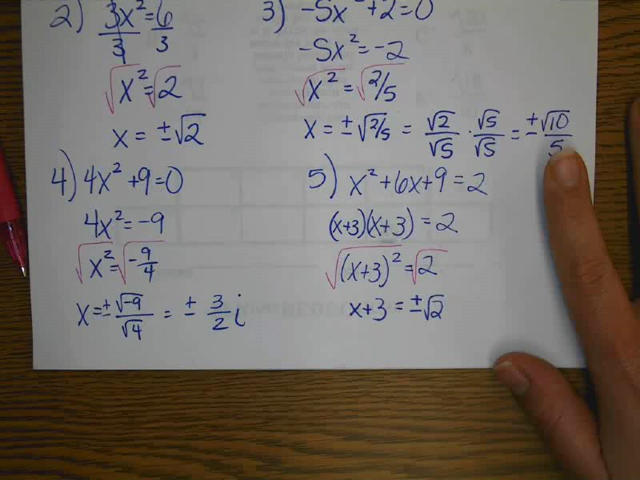 2) 3x² = 6
3 3
√x² = √2
x = ±√2
3) -5x² + 2 = 0
-5x² = -2
√x² = √2/5
x = ±√2/5 = √2/√5 · √5/√5 = ±√10/5
4) 4x² + 9 = 0
4x² = -9
√x² = √-9/4
x = ±√-9/√4 = ± 3/2 i
5) x² + 6x + 9 = 2
(x+3)(x+3) = 2
√(x+3)² = √2
x+3 = ±√2